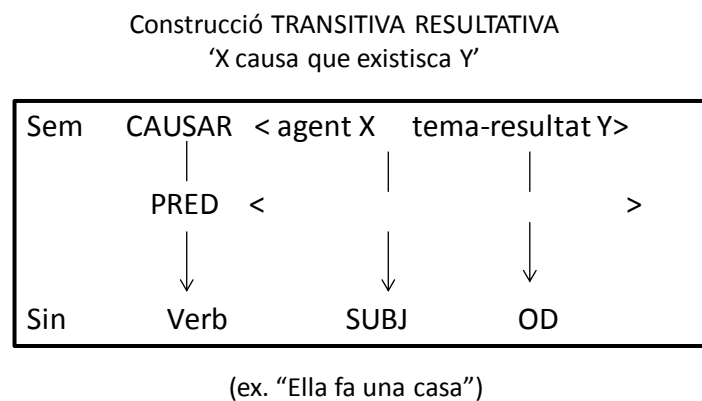 Construcció TRANSITIVA RESULTATIVA
‘X causa que existisca Y’
Sem CAUSAR < agent X tema-resultat Y>
PRED < >
Sin Verb SUBJ OD
(ex. “Ella fa una casa”)